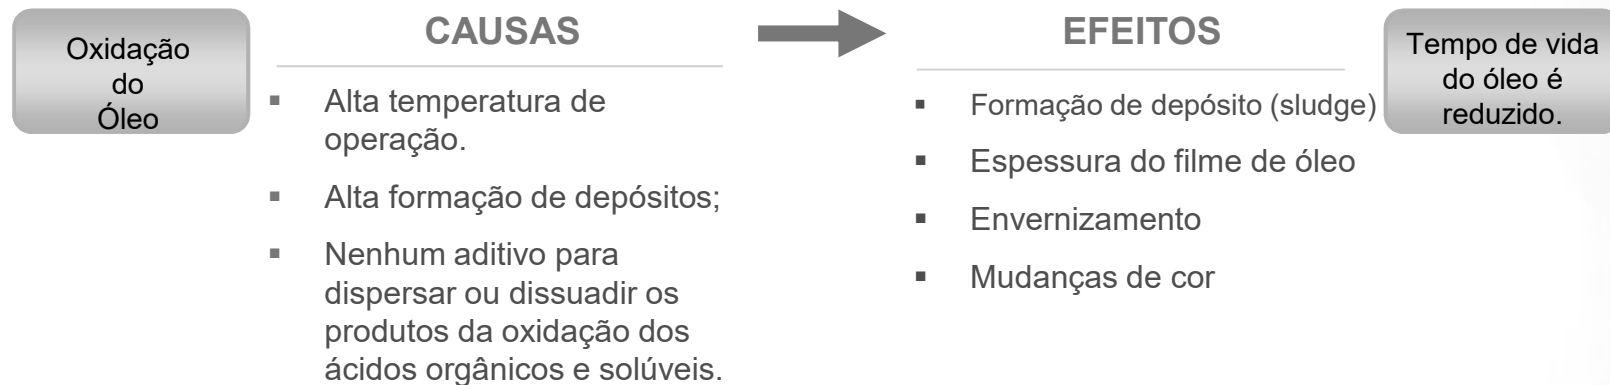 Oxidação
do
Óleo
CAUSAS
Alta temperatura de
operação.
Alta formação de depósitos;
Nenhum aditivo para
dispersar ou dissuadir os
produtos da oxidação dos
ácidos orgânicos e solúveis.
EFEITOS
Formação de depósito (sludge)
Espessura do filme de óleo
Envernizamento
Mudanças de cor
Tempo de vida
do óleo é
reduzido.